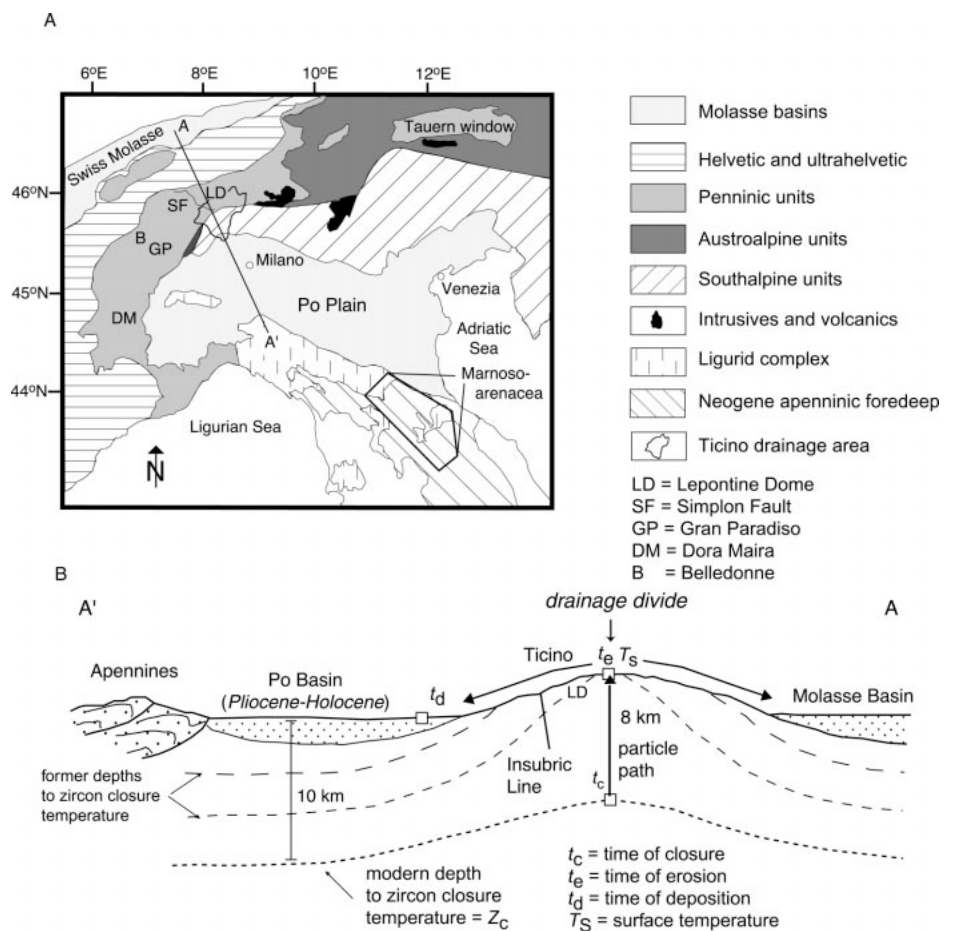 A
6ºE
8ºE
10ºE
12ºE
46ºN
45ºN
44ºN
Swiss Molasse
A
Tauern window
LD
SF
B
GP
Milano
Venezia
Po Plain
DM
A'
Adriatic
Sea
Marnoso-
arenacea
Ligurian Sea
N
Molasse basins
Helvetic and ultrahelvetic
Penninic units
Austroalpine units
Southalpine units
Intrusives and volcanics
Ligurid complex
Neogene apenninic foredeep
Ticino drainage area
LD = Lepontine Dome
SF = Simplon Fault
GP = Gran Paradiso
DM = Dora Maira
B = Belledonne
B
A'
A
drainage divide
Apennines
Po Basin
(Pliocene-Holocene)
td
Ticino
te Ts
LD
Molasse Basin
8 km
particle
path
Insubric
Line
tc
former depths
to zircon closure
temperature
10 km
modern depth
to zircon closure
temperature = Zc
tc = time of closure
te = time of erosion
td = time of deposition
TS = surface temperature